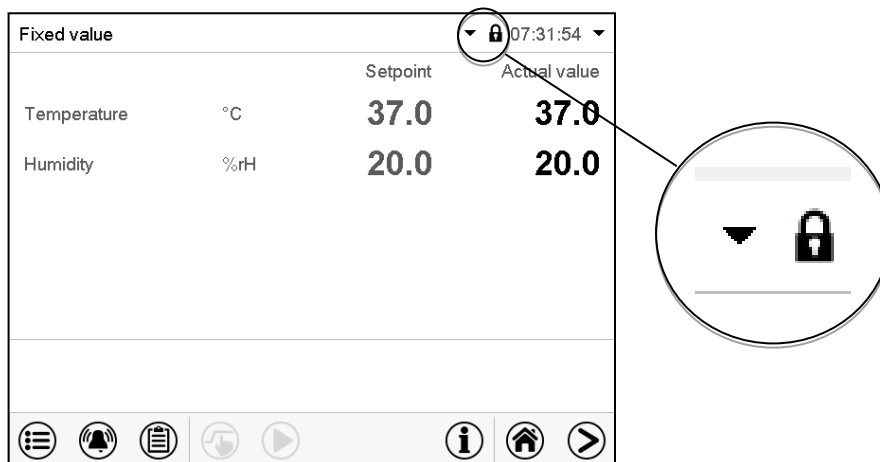 Fixed value 07:31:54
Setpoint Actual value
Temperature °C 37.0 37.0
Humidity %rH 20.0 20.0